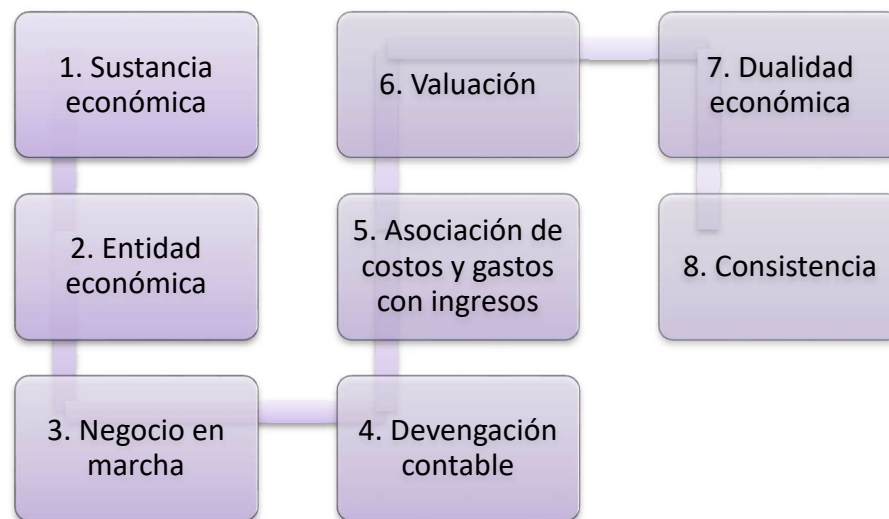 1. Sustancia
económica
2. Entidad
económica
3. Negocio en
marcha
4. Devengación
contable
5. Asociación de
costos y gastos
con ingresos
6. Valuación
7. Dualidad
económica
8. Consistencia